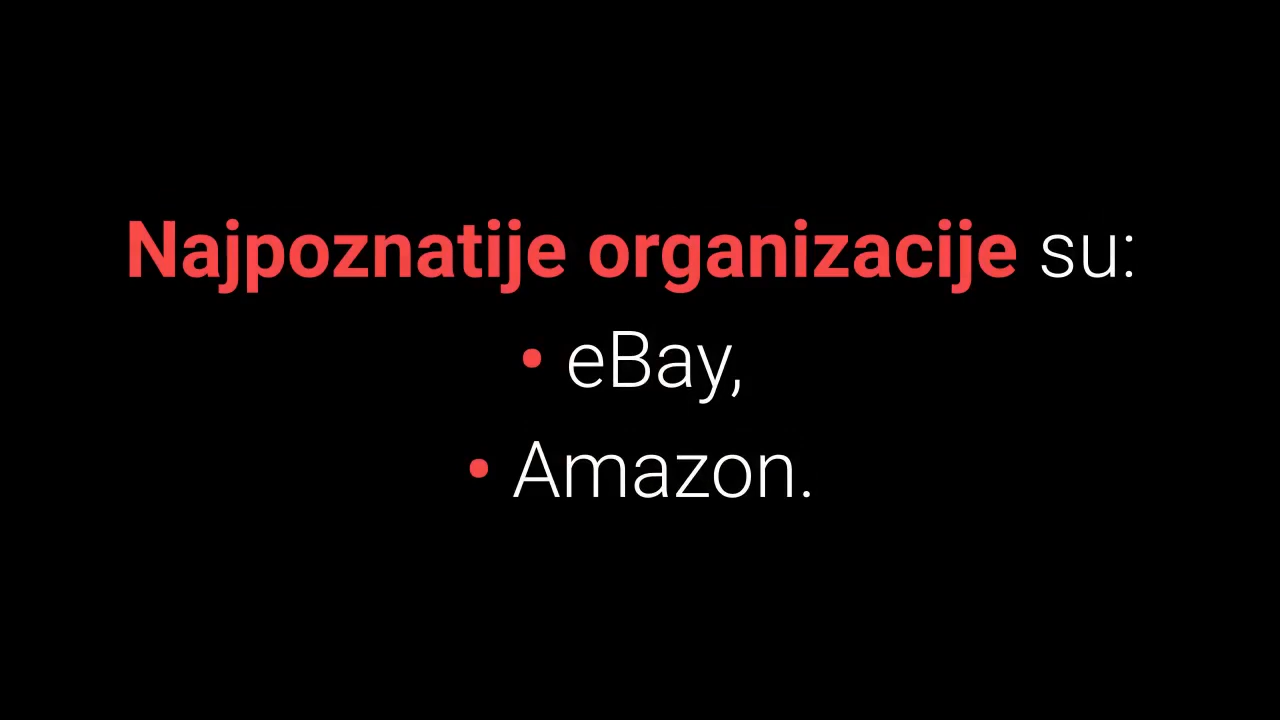 Najpoznatije organizacije su:
• eBay,
• Amazon.